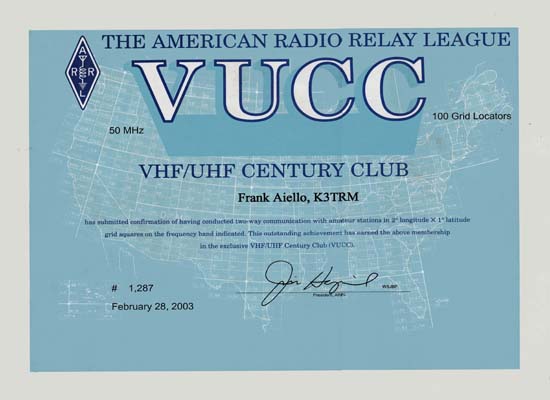 THE AMERICAN RADIO RELAY LEAGUE
A R R L
VUCC
50 MHz
100 Grid Locators
VHF/UHF CENTURY CLUB
Frank Aiello, K3TRM
has submitted confirmation of having conducted two-way communication with amateur stations in 2° longitude X 1° latitude
grid squares on the frequency band indicated. This outstanding achievement has earned the above membership
in the exclusive VHF/UHF Century Club (VUCC).
# 1,287
President, ARRL
February 28, 2003